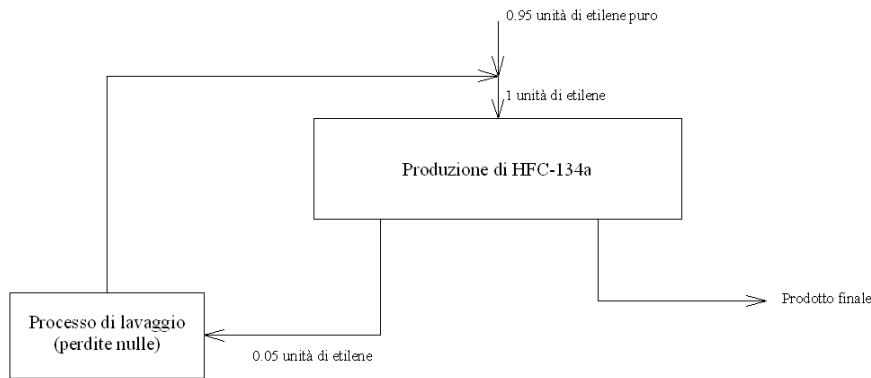 0.95 unità di etilene puro
1 unità di etilene
Produzione di HFC-134a
Prodotto finale
Processo di lavaggio
(perdite nulle)
0.05 unità di etilene